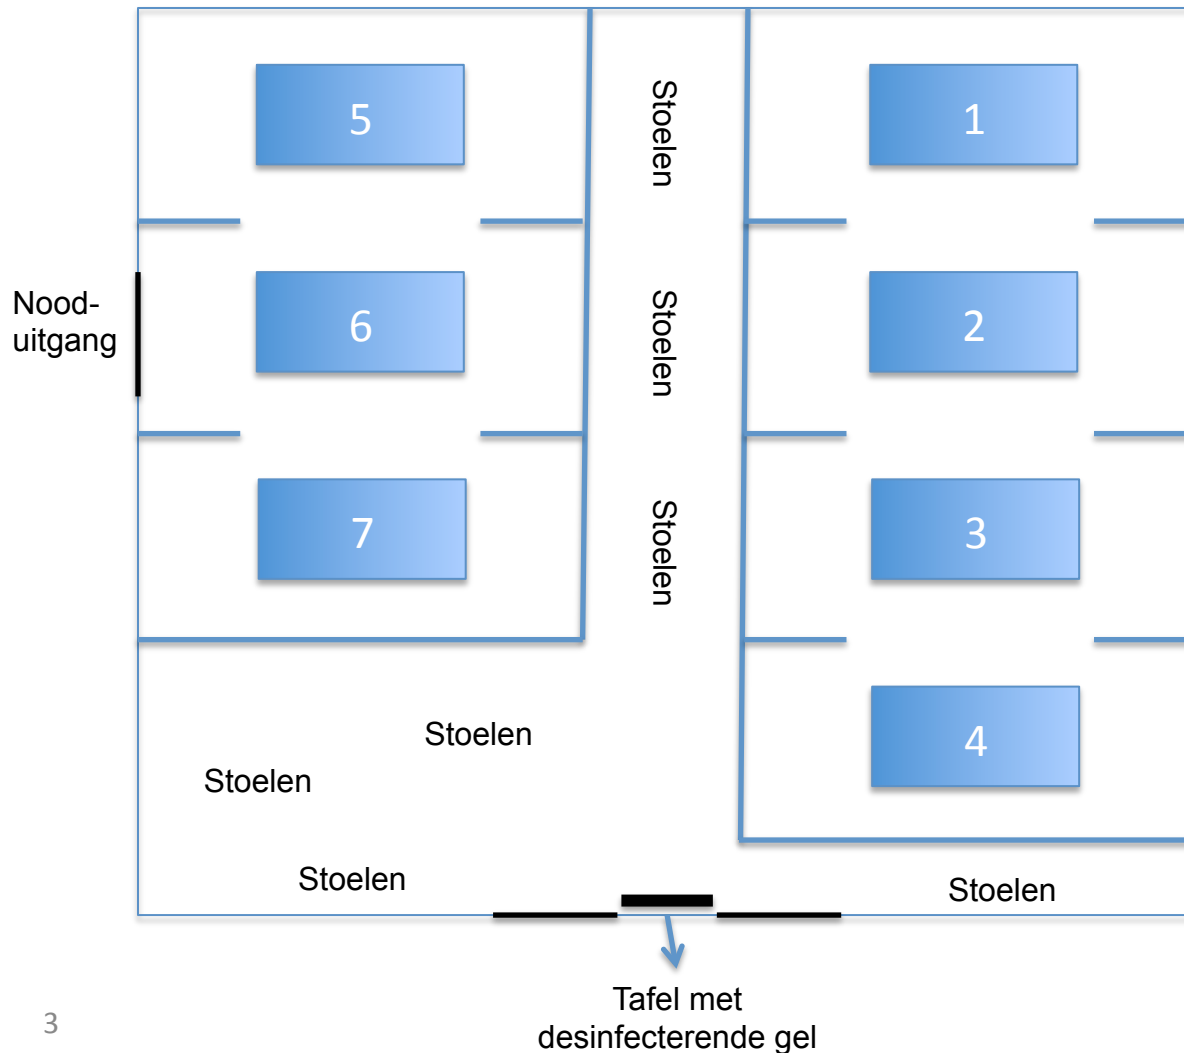 5
1
Stoelen
Nood-
uitgang
6
2
Stoelen
7
3
Stoelen
4
Stoelen
Stoelen
Stoelen
Stoelen
Tafel met
desinfecterende gel
3